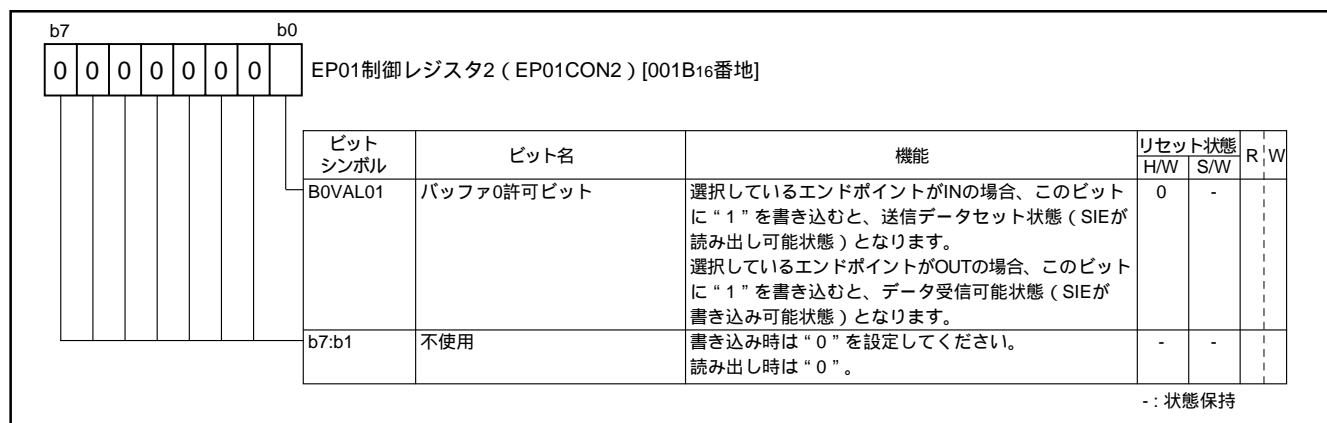 b7 b0
0 0 0 0 0 0 0
EP01制御レジスタ2（EP01CON2）[001B16番地]
ビット
シンボル
ビット名
機能
リセット状態
H/W S/W
R W
B0VAL01
バッファ0許可ビット
選択しているエンドポイントがINの場合、このビット
に“1”を書き込むと、送信データセット状態（SIEが
読み出し可能状態）となります。
選択しているエンドポイントがOUTの場合、このビット
に“1”を書き込むと、データ受信可能状態（SIEが
書き込み可能状態）となります。
0 -
b7:b1
不使用
書き込み時は“0”を設定してください。
読み出し時は“0”。
- -
- : 状態保持